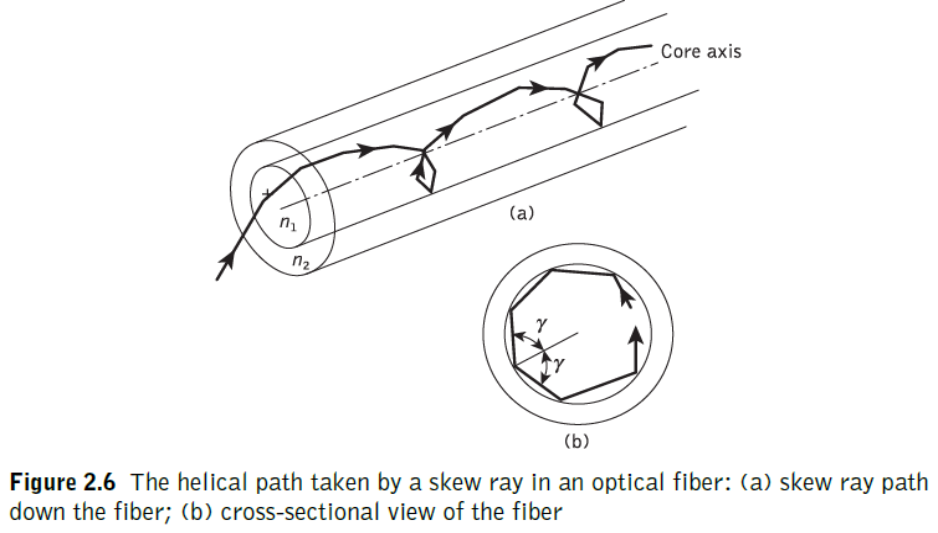 Core axis
n1
n2
(a)
γ
γ
(b)
Figure 2.6 The helical path taken by a skew ray in an optical fiber: (a) skew ray path
down the fiber; (b) cross-sectional view of the fiber